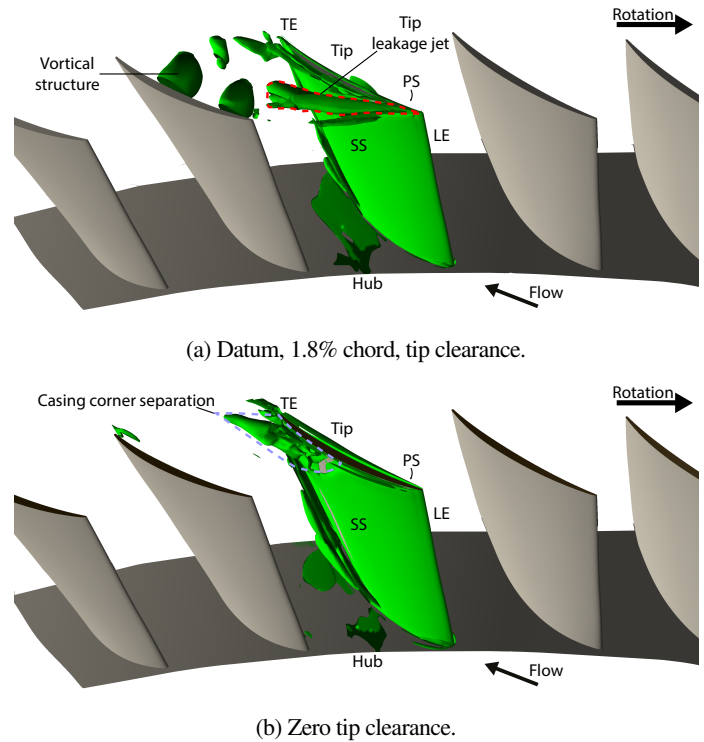 TE
Tip
Tip
leakage jet
Rotation
Vortical
structure
PS
SS
LE
Hub
Flow
(a) Datum, 1.8% chord, tip clearance.
Casing corner separation
TE
Tip
Rotation
PS
SS
LE
Hub
Flow
(b) Zero tip clearance.